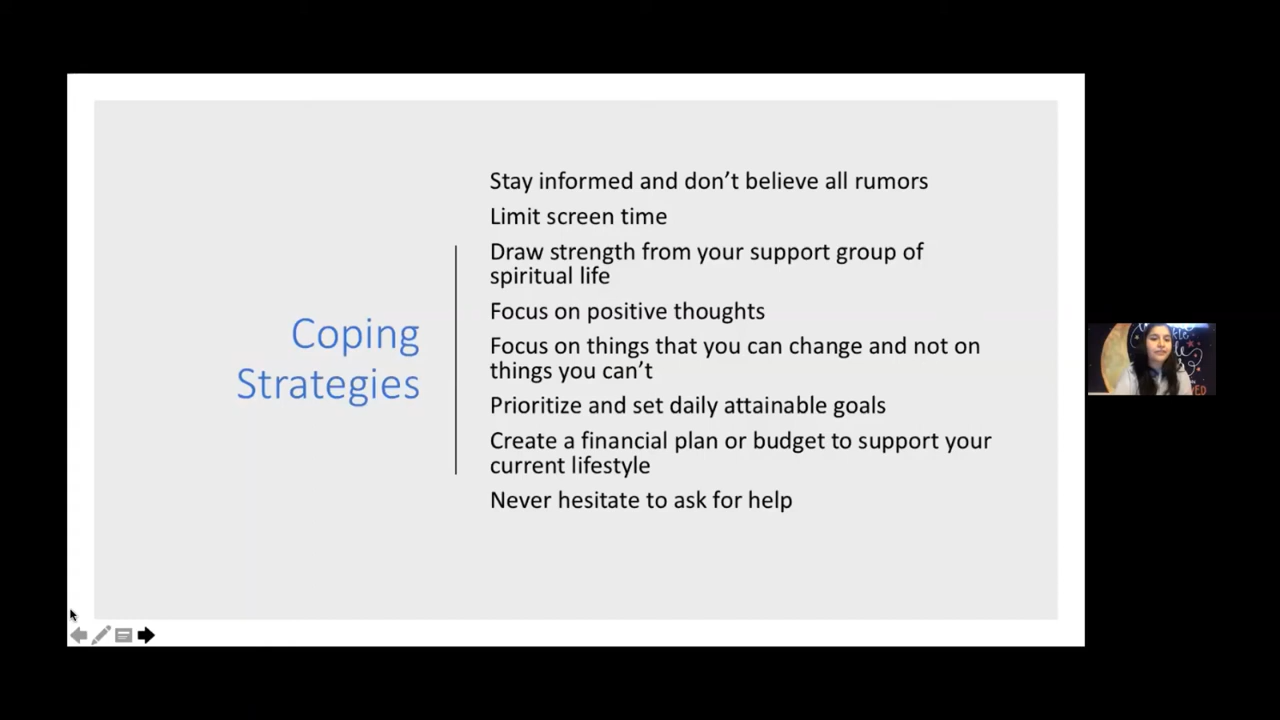 Coping
Strategies
Stay informed and don’t believe all rumors
Limit screen time
Draw strength from your support group of
spiritual life
Focus on positive thoughts
Focus on things that you can change and not on
things you can’t
Prioritize and set daily attainable goals
Create a financial plan or budget to support your
current lifestyle
Never hesitate to ask for help